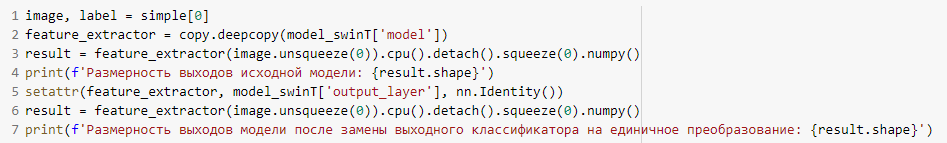 1 image, label = simple[0]
2 feature_extractor = copy.deepcopy(model_swinT['model'])
3 result = feature_extractor(image.unsqueeze(0)).cpu().detach().squeeze(0).numpy()
4 print(f'Размерность выходов исходной модели: {result.shape}')
5 setattr(feature_extractor, model_swinT['output_layer'], nn.Identity())
6 result = feature_extractor(image.unsqueeze(0)).cpu().detach().squeeze(0).numpy()
7 print(f'Размерность выходов модели после замены выходного классификатора на единичное преобразование: {result.shape}')